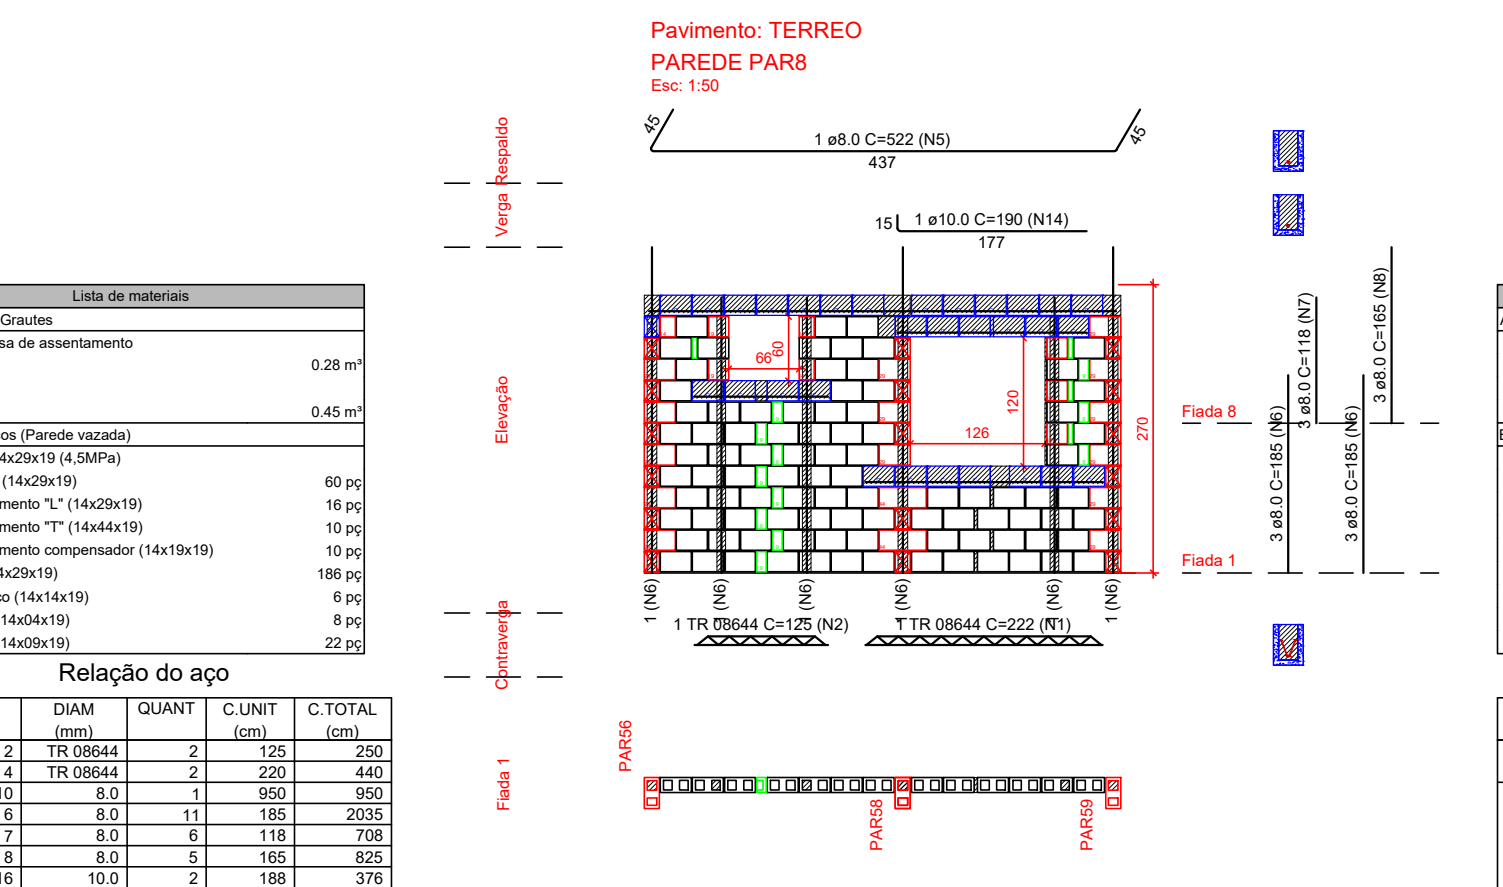 Pavimento: TERREO
PAREDE PAR8
Esc: 1:50
45
1 ø8.0 C=522 (N5)
437
45
Respaldo
Verga
15
1 ø10.0 C=190 (N14)
177
Elevação
66
60
120
126
270
Fiada 8
Fiada 1
3 ø8.0 C=185 (N6)
3 ø8.0 C=118 (N7)
3 ø8.0 C=185 (N6)
3 ø8.0 C=165 (N8)
1 (N6)
1 (N6)
1 (N6)
1 (N6)
1 (N6)
1 (N6)
1 TR 08644 C=125 (N2)
1 TR 08644 C=222 (N1)
Contraverga
Fiada 1
PAR56
PAR58
PAR59
Lista de materiais
Grautes
sa de assentamento
0.28 m³
0.45 m³
os (Parede vazada)
4x29x19 (4,5MPa)
(14x29x19) 60 pç
mento "L" (14x29x19) 16 pç
mento "T" (14x44x19) 10 pç
mento compensador (14x19x19) 10 pç
4x29x19) 186 pç
co (14x14x19) 6 pç
14x04x19) 8 pç
14x09x19) 22 pç
Relação do aço
DIAM QUANT C.UNIT C.TOTAL
(mm) (cm) (cm)
2 TR 08644 2 125 250
4 TR 08644 2 220 440
10 8.0 1 950 950
6 8.0 11 185 2035
7 8.0 6 118 708
8 8.0 5 165 825
16 10.0 2 188 376